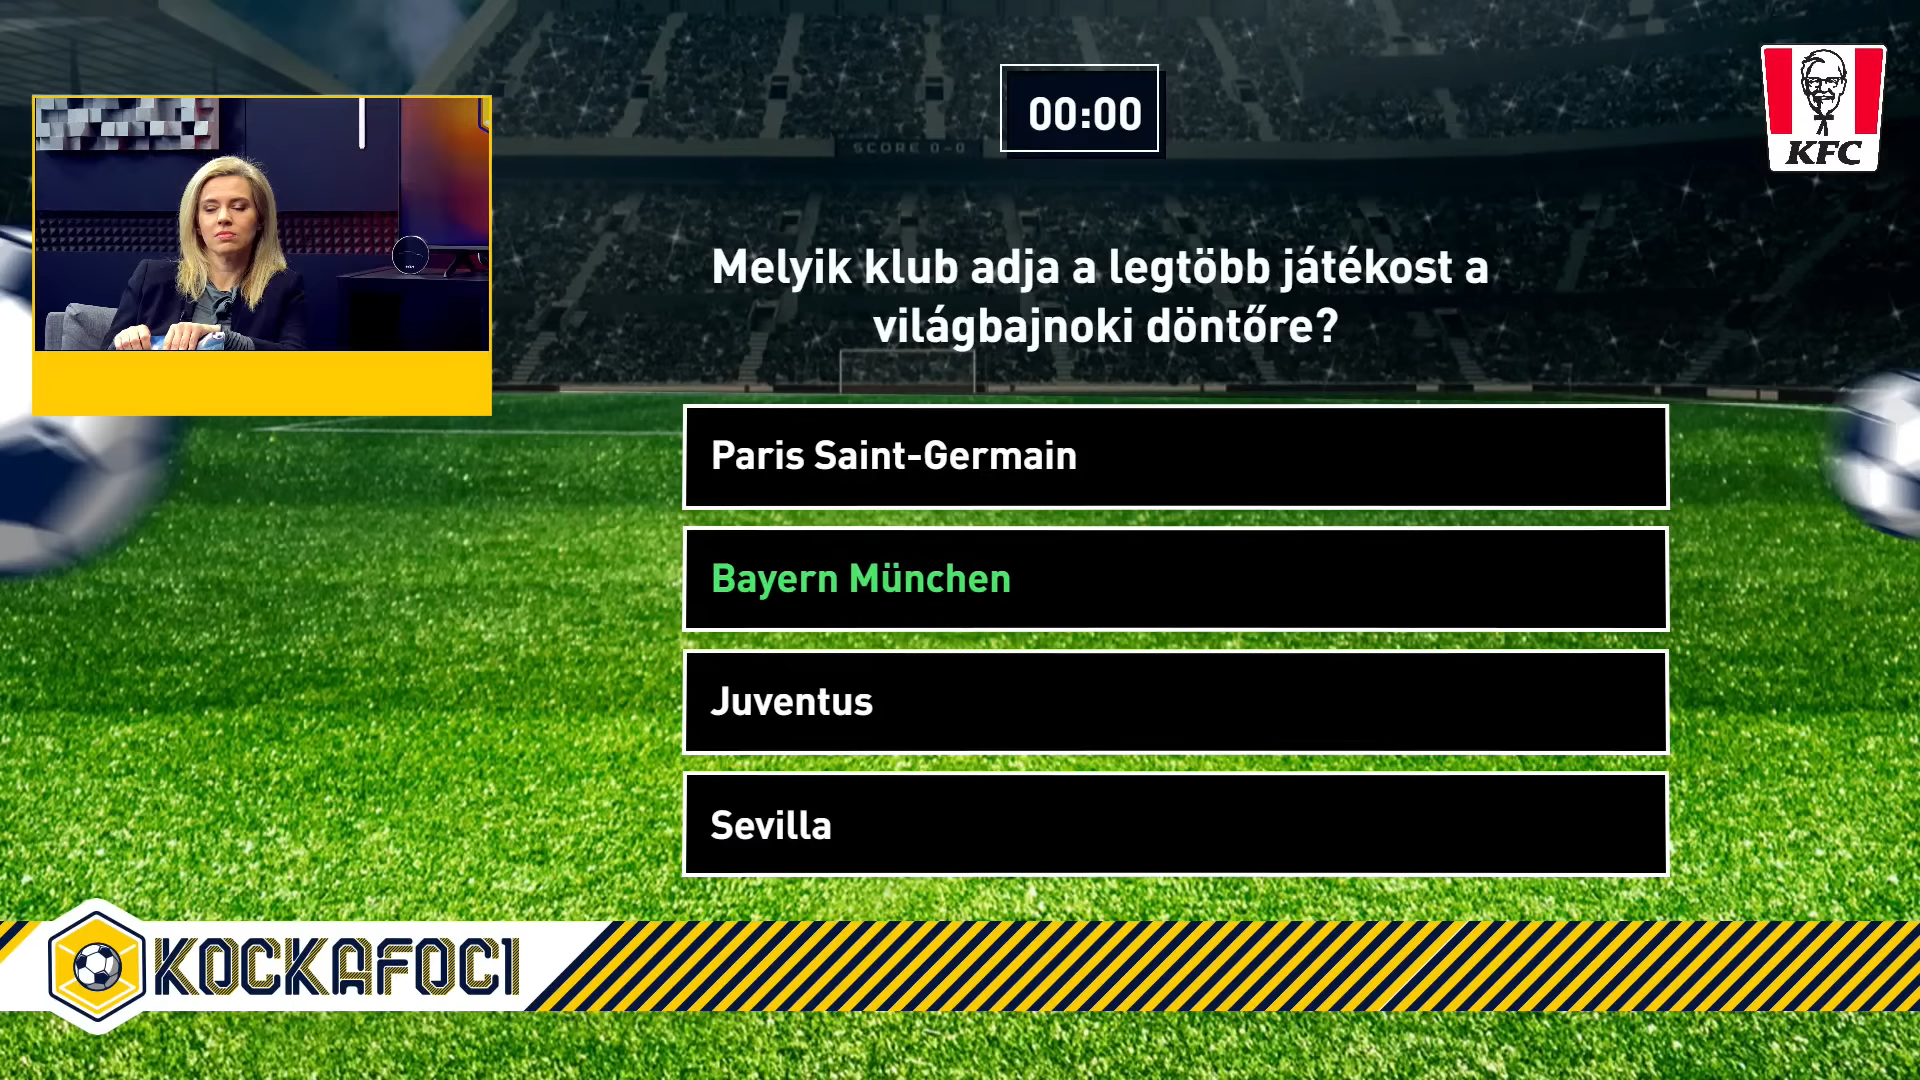 SCORE 0-0
00:00
KFC
Melyik klub adja a legtöbb játékost a
világbajnoki döntőre?
Paris Saint-Germain
Bayern München
Juventus
Sevilla
KOCKAFOCI